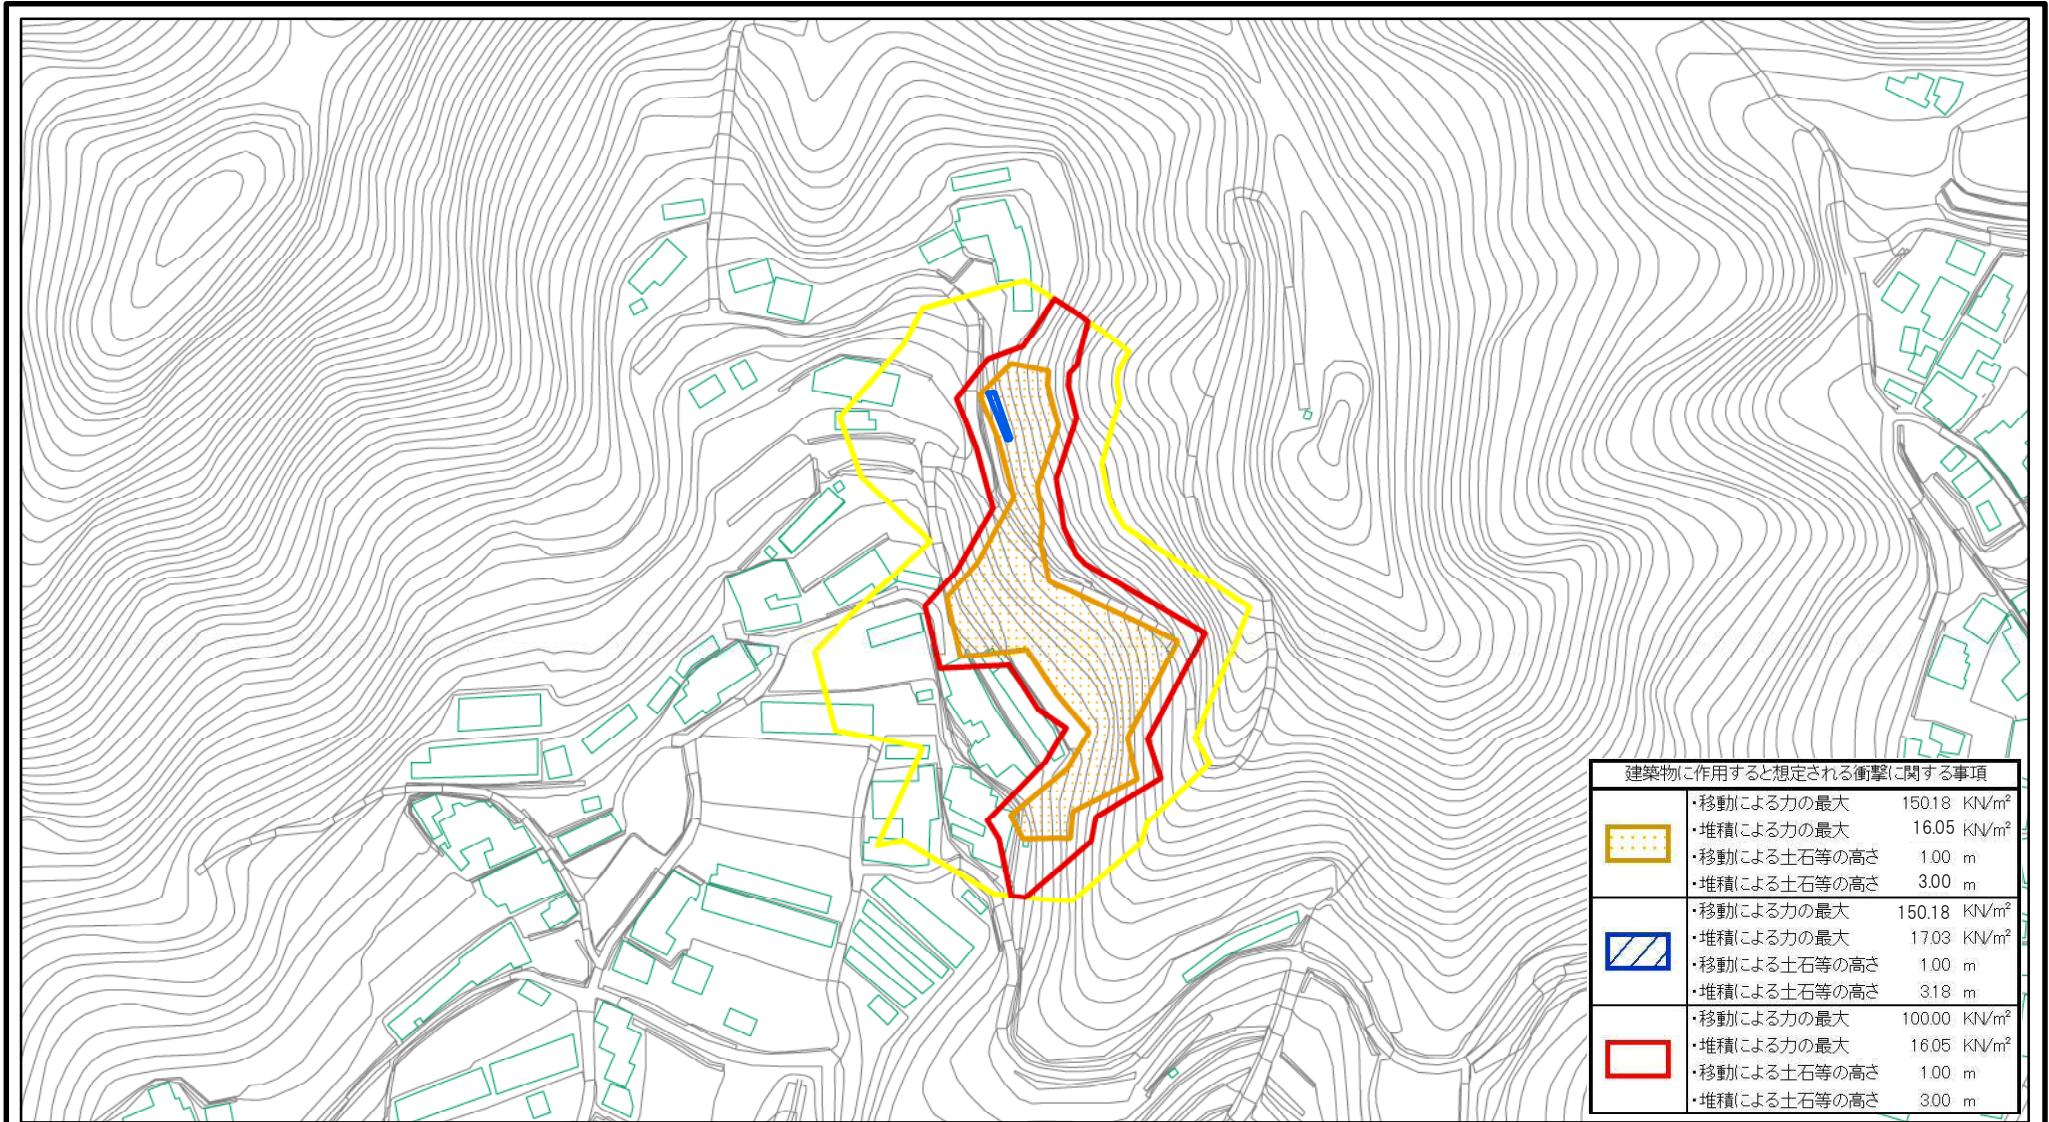 建築物に作用すると想定される衝撃に関する事項
・移動による力の最大 150.18 KN/m²
・堆積による力の最大 16.05 KN/m²
・移動による土石等の高さ 1.00 m
・堆積による土石等の高さ 3.00 m
・移動による力の最大 150.18 KN/m²
・堆積による力の最大 17.03 KN/m²
・移動による土石等の高さ 1.00 m
・堆積による土石等の高さ 3.18 m
・移動による力の最大 100.00 KN/m²
・堆積による力の最大 16.05 KN/m²
・移動による土石等の高さ 1.00 m
・堆積による土石等の高さ 3.00 m